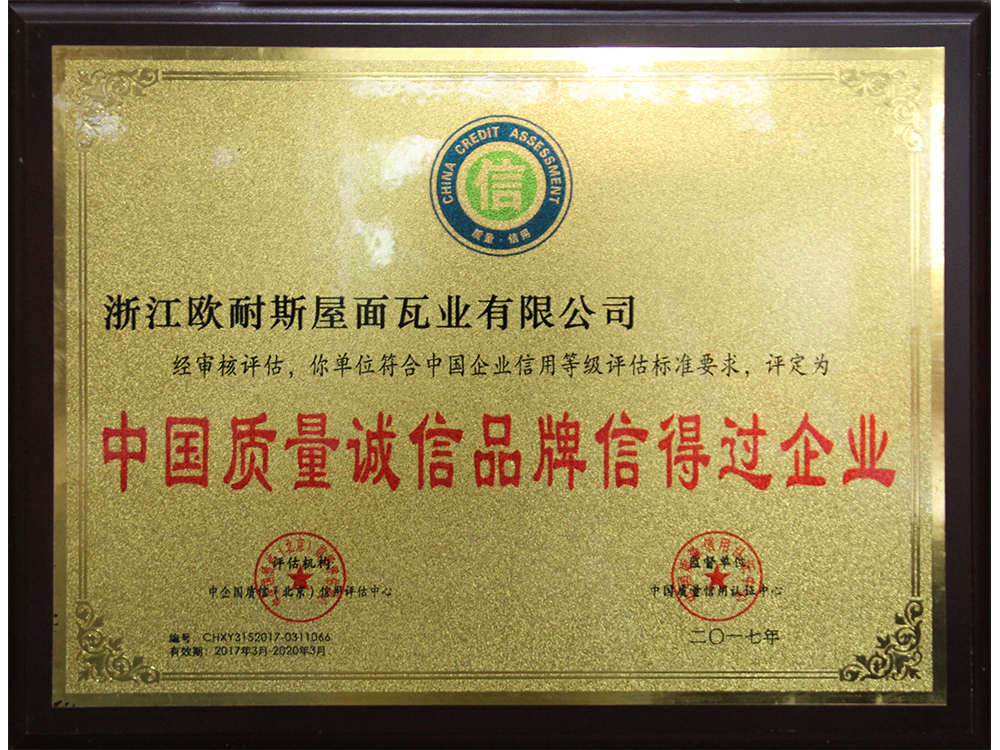 CHINA CREDIT ASSESSMENT
信
质量·信用
浙江欧耐斯屋面瓦业有限公司
经审核评估，你单位符合中国企业信用等级评估标准要求，评定为
中国质量诚信品牌信得过企业
评估机构：
中企国质信（北京）信用评估中心
监督单位：
中国质量信用认证中心
编号：CHXY3152017-0311066
有效期：2017年3月-2020年3月
二〇一七年